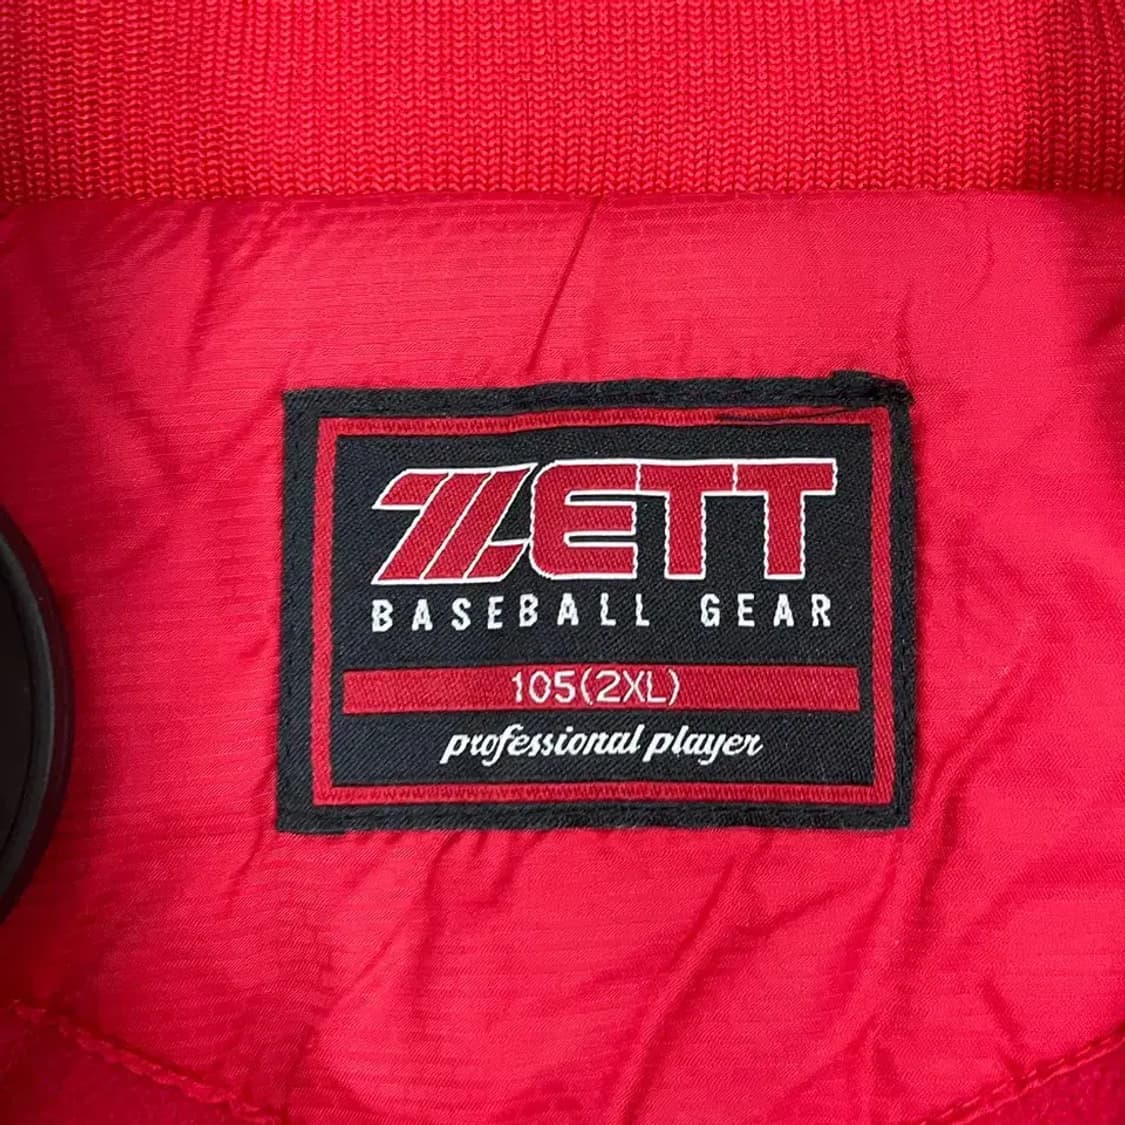 ZETT
BASEBALL GEAR
105(2XL)
professional player